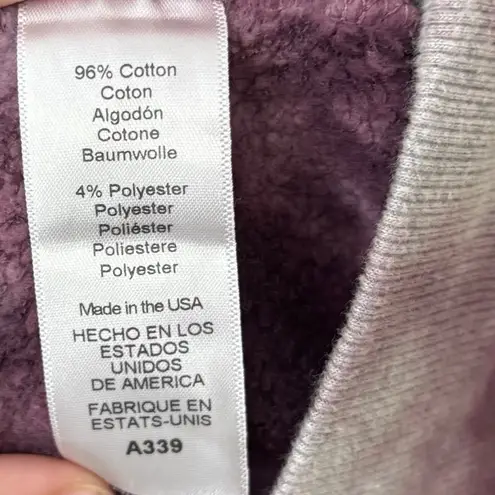 96% Cotton
Coton
Algodón
Cotone
Baumwolle
4% Polyester
Polyester
Poliéster
Poliestere
Polyester
Made in the USA
HECHO EN LOS
ESTADOS
UNIDOS
DE AMERICA
FABRIQUE EN
ESTATS-UNIS
A339